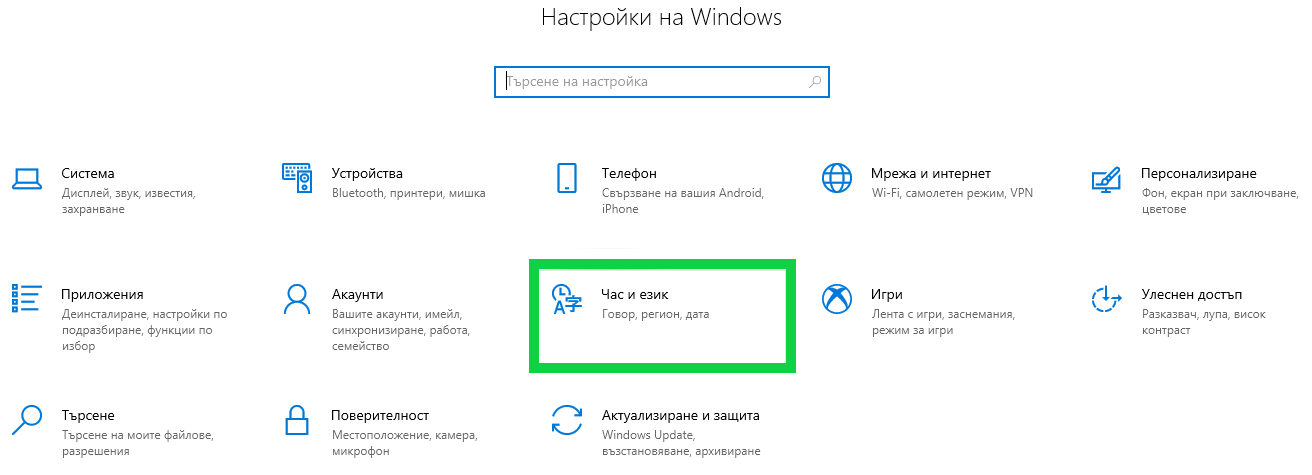 Настройки на Windows
Търсене на настройка
Система
Дисплей, звук, известия,
захранване
Устройства
Bluetooth, принтери, мишка
Телефон
Свързване на вашия Android,
iPhone
Мрежа и интернет
Wi-Fi, самолетен режим, VPN
Персонализиране
Фон, екран при заключване,
цветове
Приложения
Деинсталиране, настройки по
подразбиране, функции по
избор
Акаунти
Вашите акаунти, имейл,
синхронизиране, работа,
семейство
Час и език
Говор, регион, дата
Игри
Лента с игри, заснемания,
режим за игри
Улеснен достъп
Разказвач, лупа, висок
контраст
Търсене
Търсене на моите файлове,
разрешения
Поверителност
Местоположение, камера,
микрофон
Актуализиране и защита
Windows Update,
възстановяване, архивиране